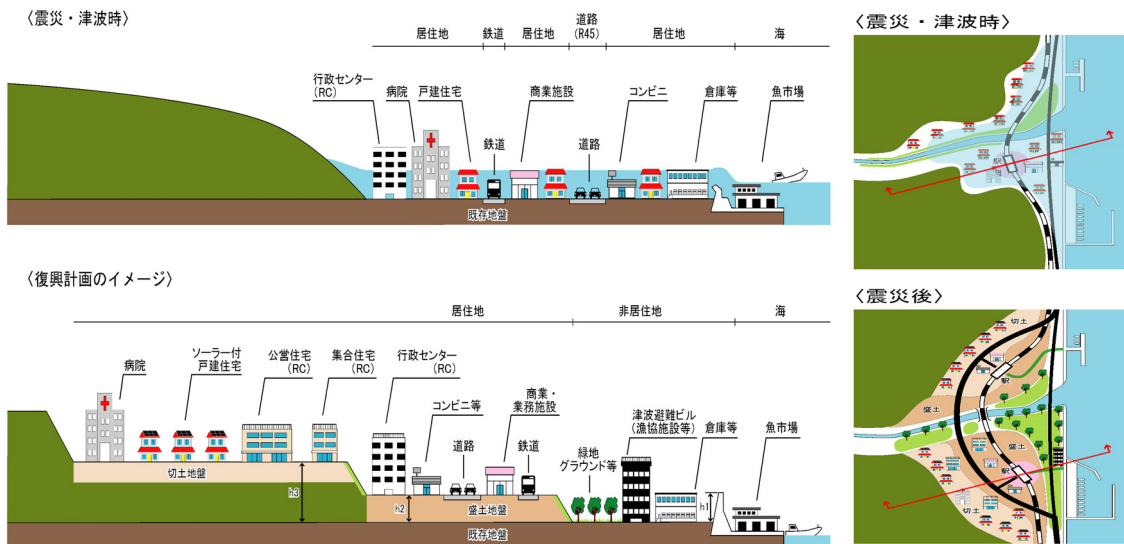 〈震災・津波時〉
居住地
鉄道
居住地
道路
(R45)
居住地
海
行政センター
(RC)
病院
戸建住宅
商業施設
コンビニ
倉庫等
魚市場
鉄道
道路
既存地盤
〈震災・津波時〉
駅
〈復興計画のイメージ〉
居住地
非居住地
海
病院
ソーラー付
戸建住宅
公営住宅
(RC)
集合住宅
(RC)
行政センター
(RC)
コンビニ等
道路
商業・
業務施設
鉄道
緑地
グラウンド等
津波避難ビル
(漁協施設等)
倉庫等
魚市場
切土地盤
h3
h2
盛土地盤
h1
既存地盤
〈震災後〉
切土
駅
盛土
盛土
駅
切土